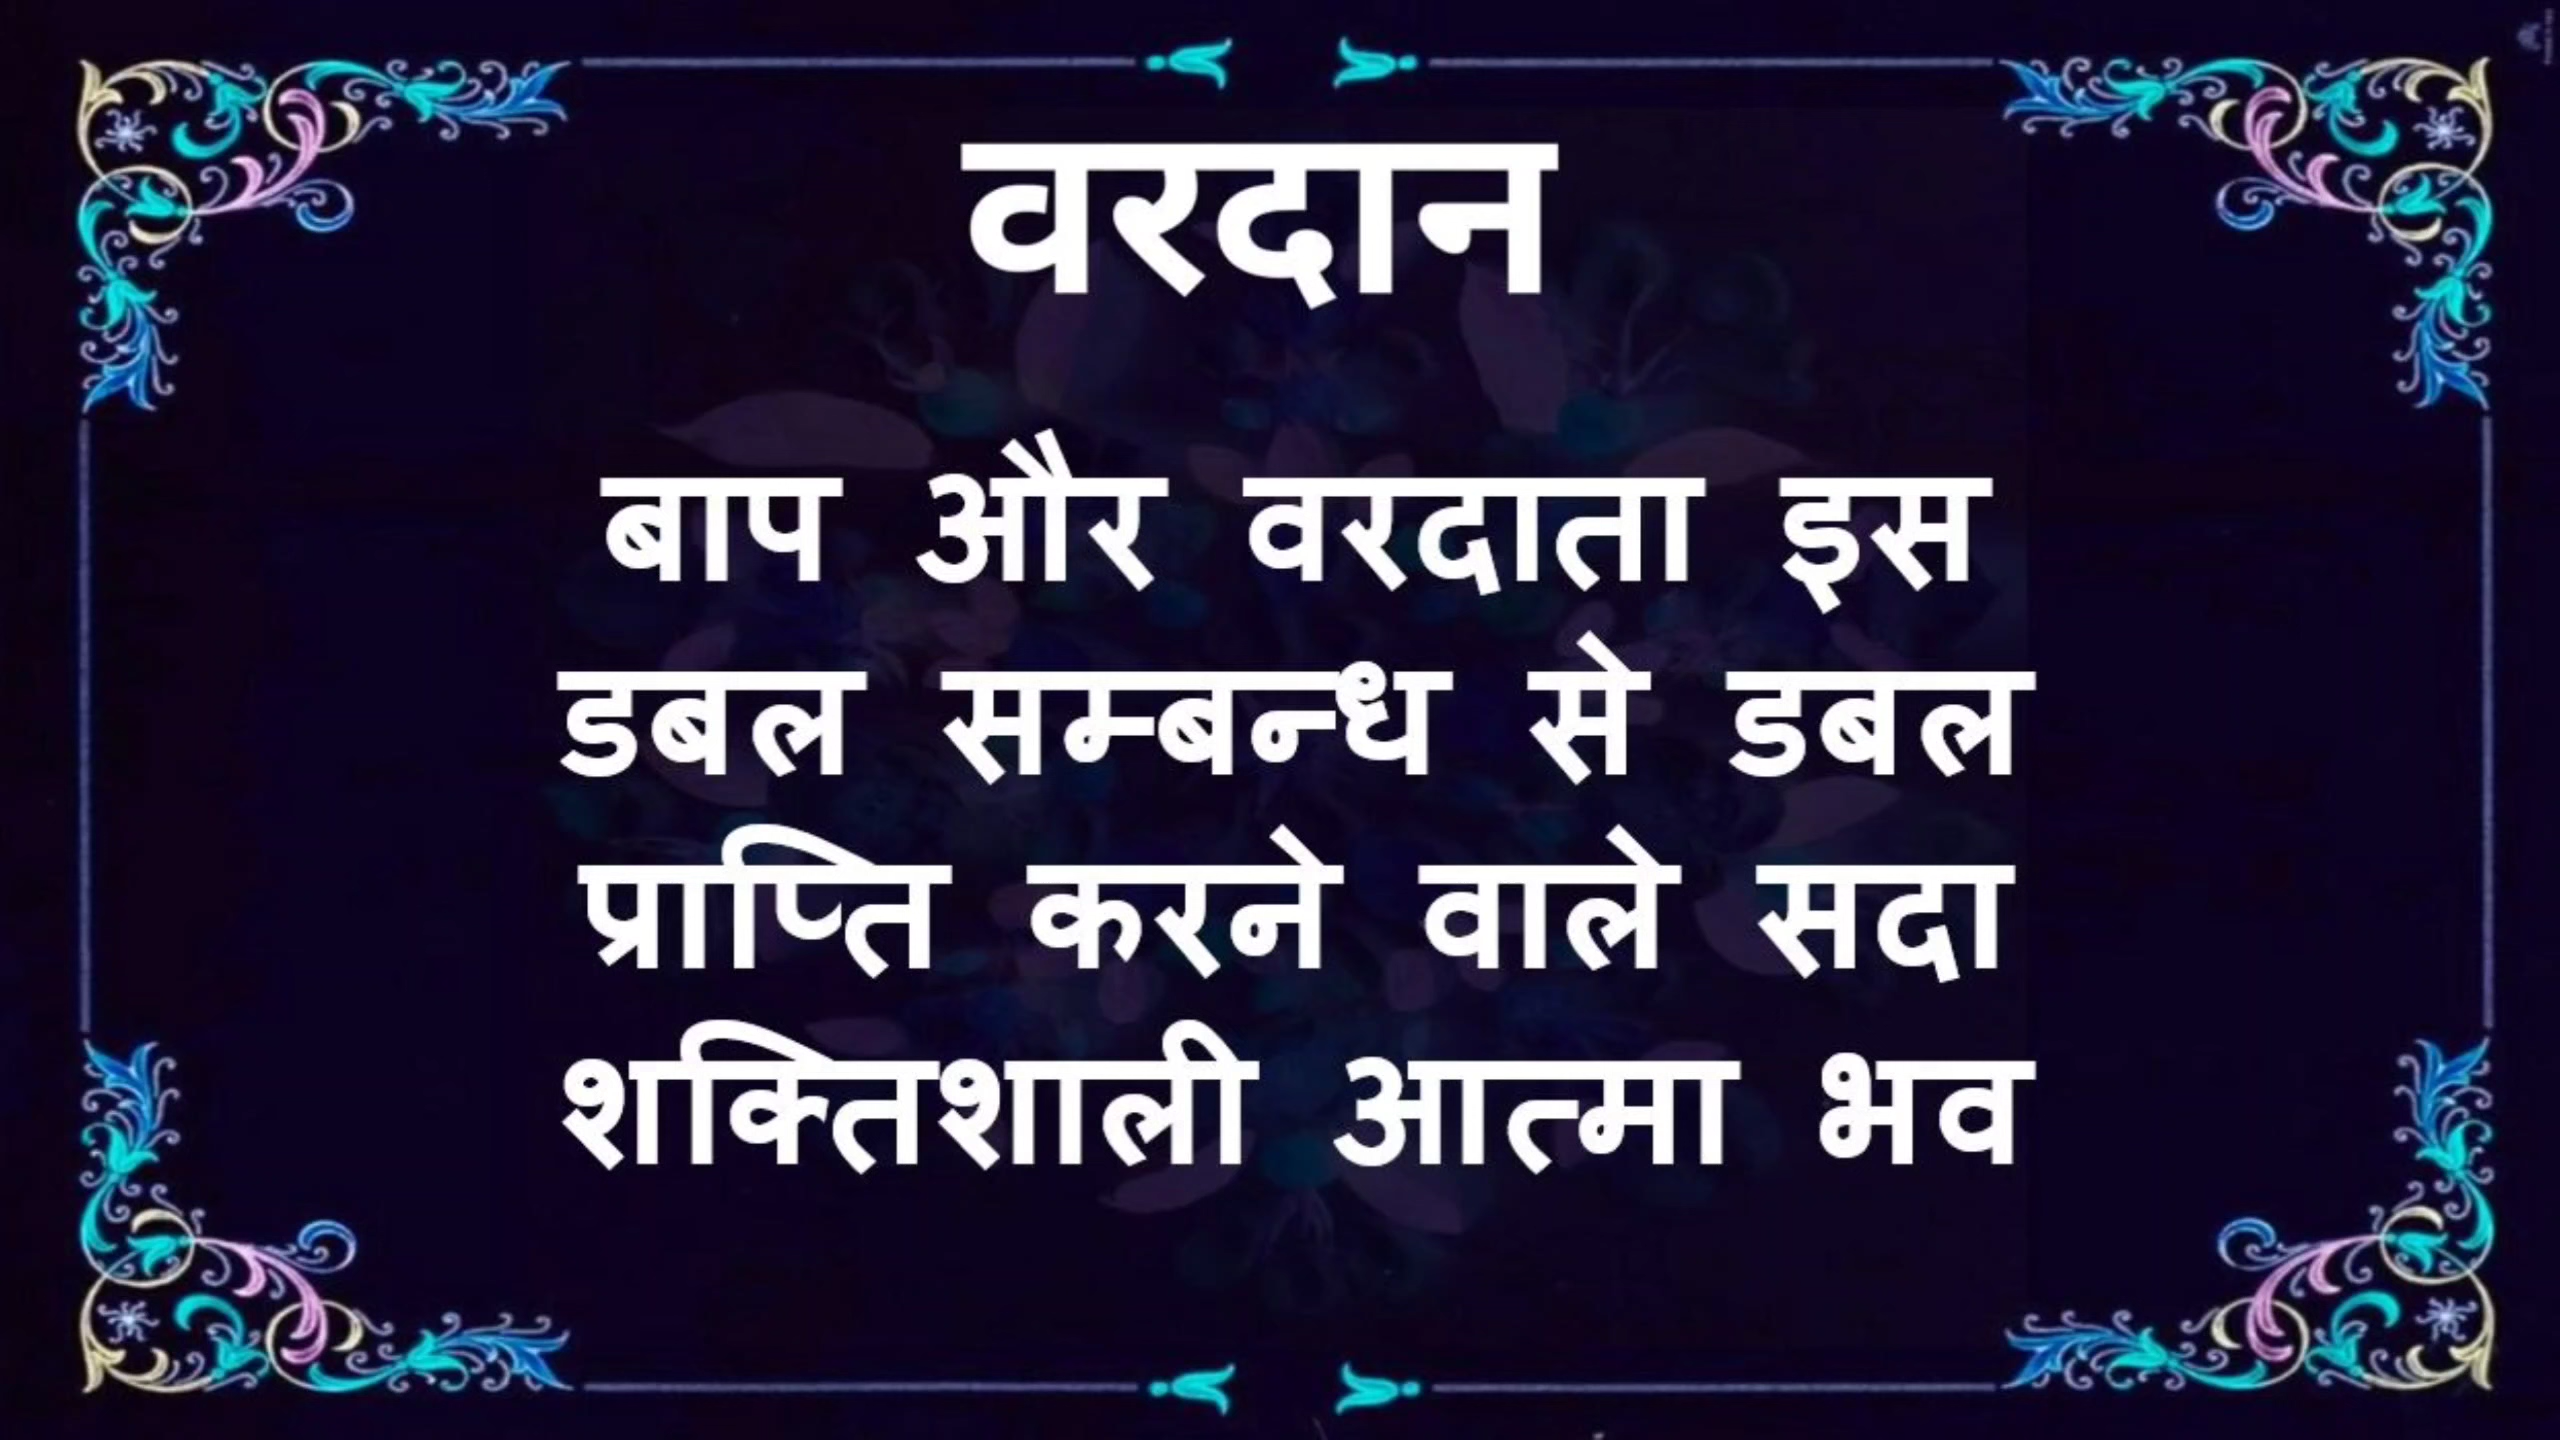 वरदान
बाप और वरदाता इस
डबल सम्बन्ध से डबल
प्राप्ति करने वाले सदा
शक्तिशाली आत्मा भव